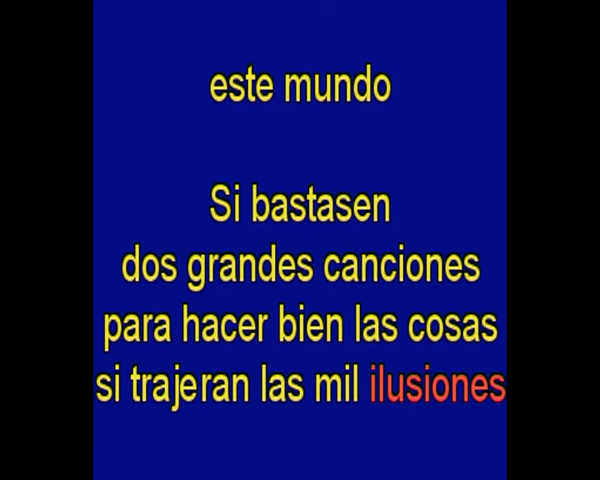 este mundo
Si bastasen
dos grandes canciones
para hacer bien las cosas
si trajeran las mil ilusiones